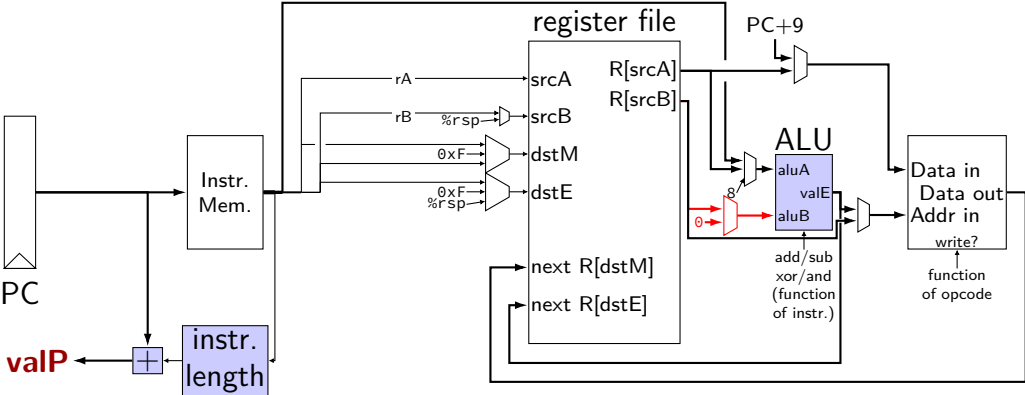 register file
PC+9
rA
srcA
R[srcA]
R[srcB]
rB
%rsp
srcB
ALU
0xF
dstM
Instr.
Mem.
0xF
%rsp
dstE
8
aluA
valE
aluB
0
Data in
Data out
Addr in
write?
add/sub
xor/and
(function
of instr.)
function
of opcode
next R[dstM]
next R[dstE]
PC
valP
+
instr.
length